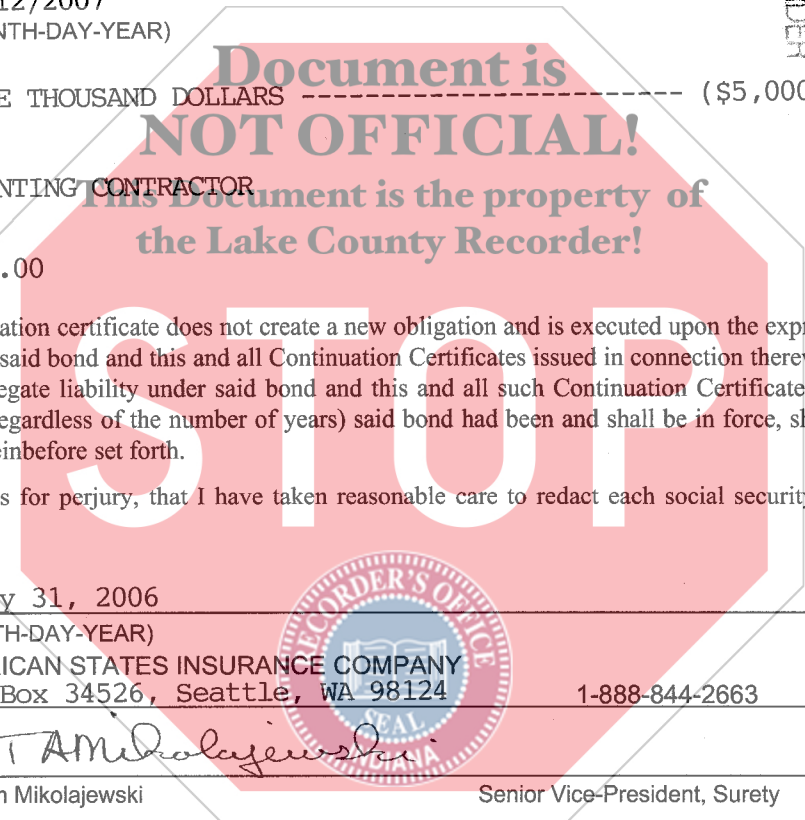 12/2007
NTH-DAY-YEAR)
Document is
E THOUSAND DOLLARS ------------------------ ($5,000
NOT OFFICIAL!
NTING CONTRACTOR
This Document is the property of
the Lake County Recorder!
.00
STOP
ation certificate does not create a new obligation and is executed upon the expr
said bond and this and all Continuation Certificates issued in connection therev
egate liability under said bond and this and all such Continuation Certificate
egardless of the number of years) said bond had been and shall be in force, sh
einbefore set forth.
s for perjury, that I have taken reasonable care to redact each social security
y 31, 2006
TH-DAY-YEAR)
RECORDER'S OFFICE
ICAN STATES INSURANCE COMPANY
Box 34526, Seattle, WA 98124 1-888-844-2663
SEAL
INDIANA
TAMikolajewski
n Mikolajewski Senior Vice-President, Surety